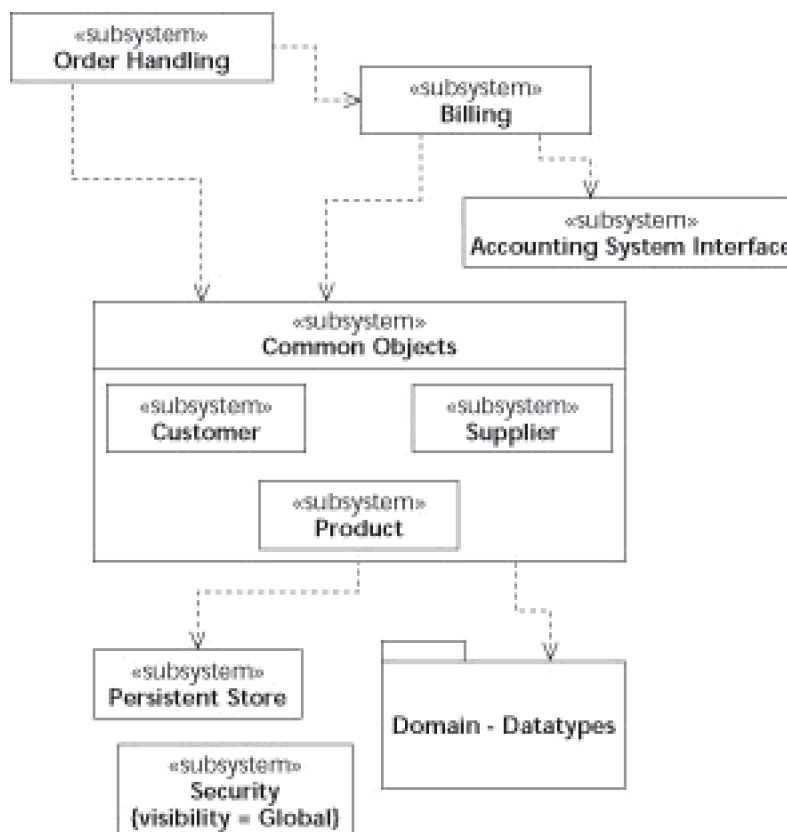 «subsystem»
Order Handling
«subsystem»
Billing
«subsystem»
Accounting System Interface
«subsystem»
Common Objects
«subsystem»
Customer
«subsystem»
Supplier
«subsystem»
Product
«subsystem»
Persistent Store
Domain - Datatypes
«subsystem»
Security
{visibility = Global}